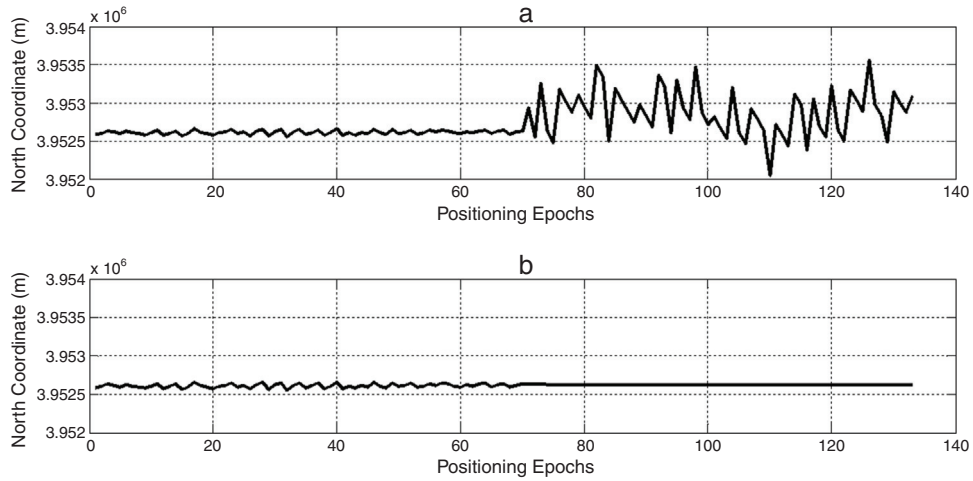 a
x 10⁶
3.954
3.9535
3.953
3.9525
3.952
North Coordinate (m)
0 20 40 60 80 100 120 140
Positioning Epochs
b
x 10⁶
3.954
3.9535
3.953
3.9525
3.952
North Coordinate (m)
0 20 40 60 80 100 120 140
Positioning Epochs